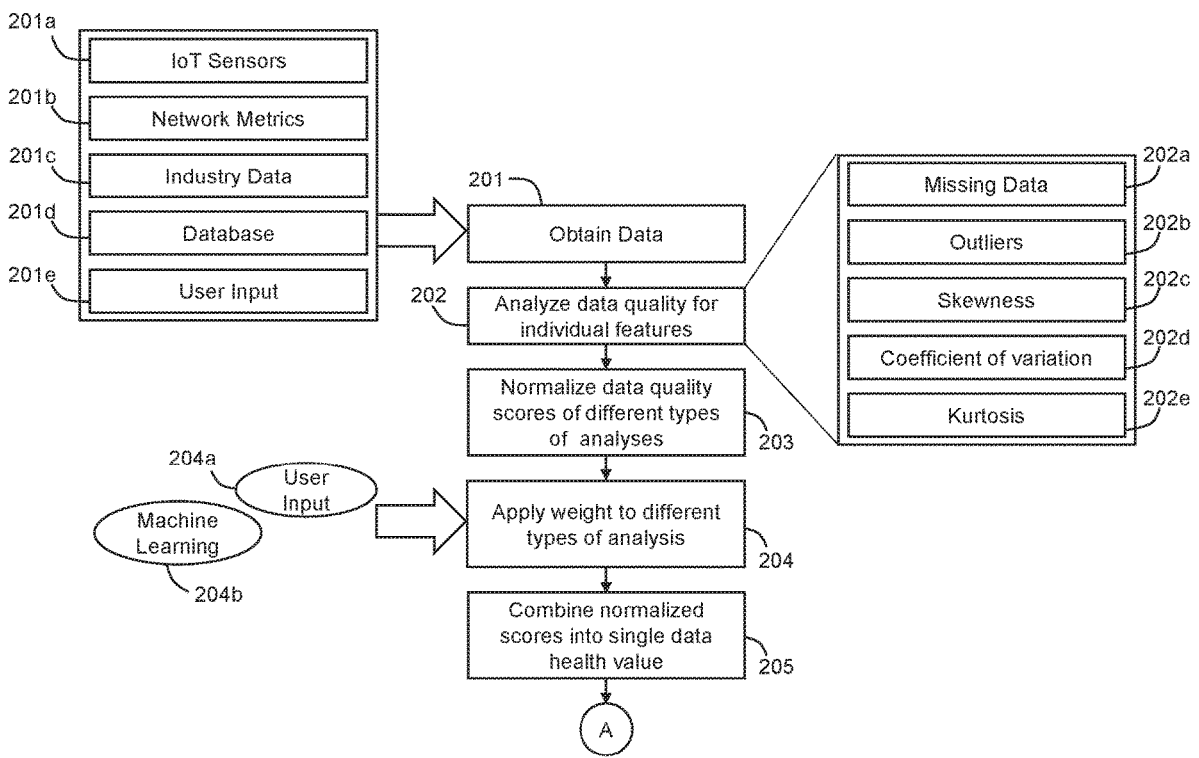 201a
IoT Sensors
201b
Network Metrics
201c
Industry Data
201d
Database
201e
User Input
201
Obtain Data
202
Analyze data quality for
individual features
202a
Missing Data
202b
Outliers
202c
Skewness
202d
Coefficient of variation
202e
Kurtosis
Normalize data quality
scores of different types
of analyses
203
204a
User
Input
Machine
Learning
204b
Apply weight to different
types of analysis
204
Combine normalized
scores into single data
health value
205
A